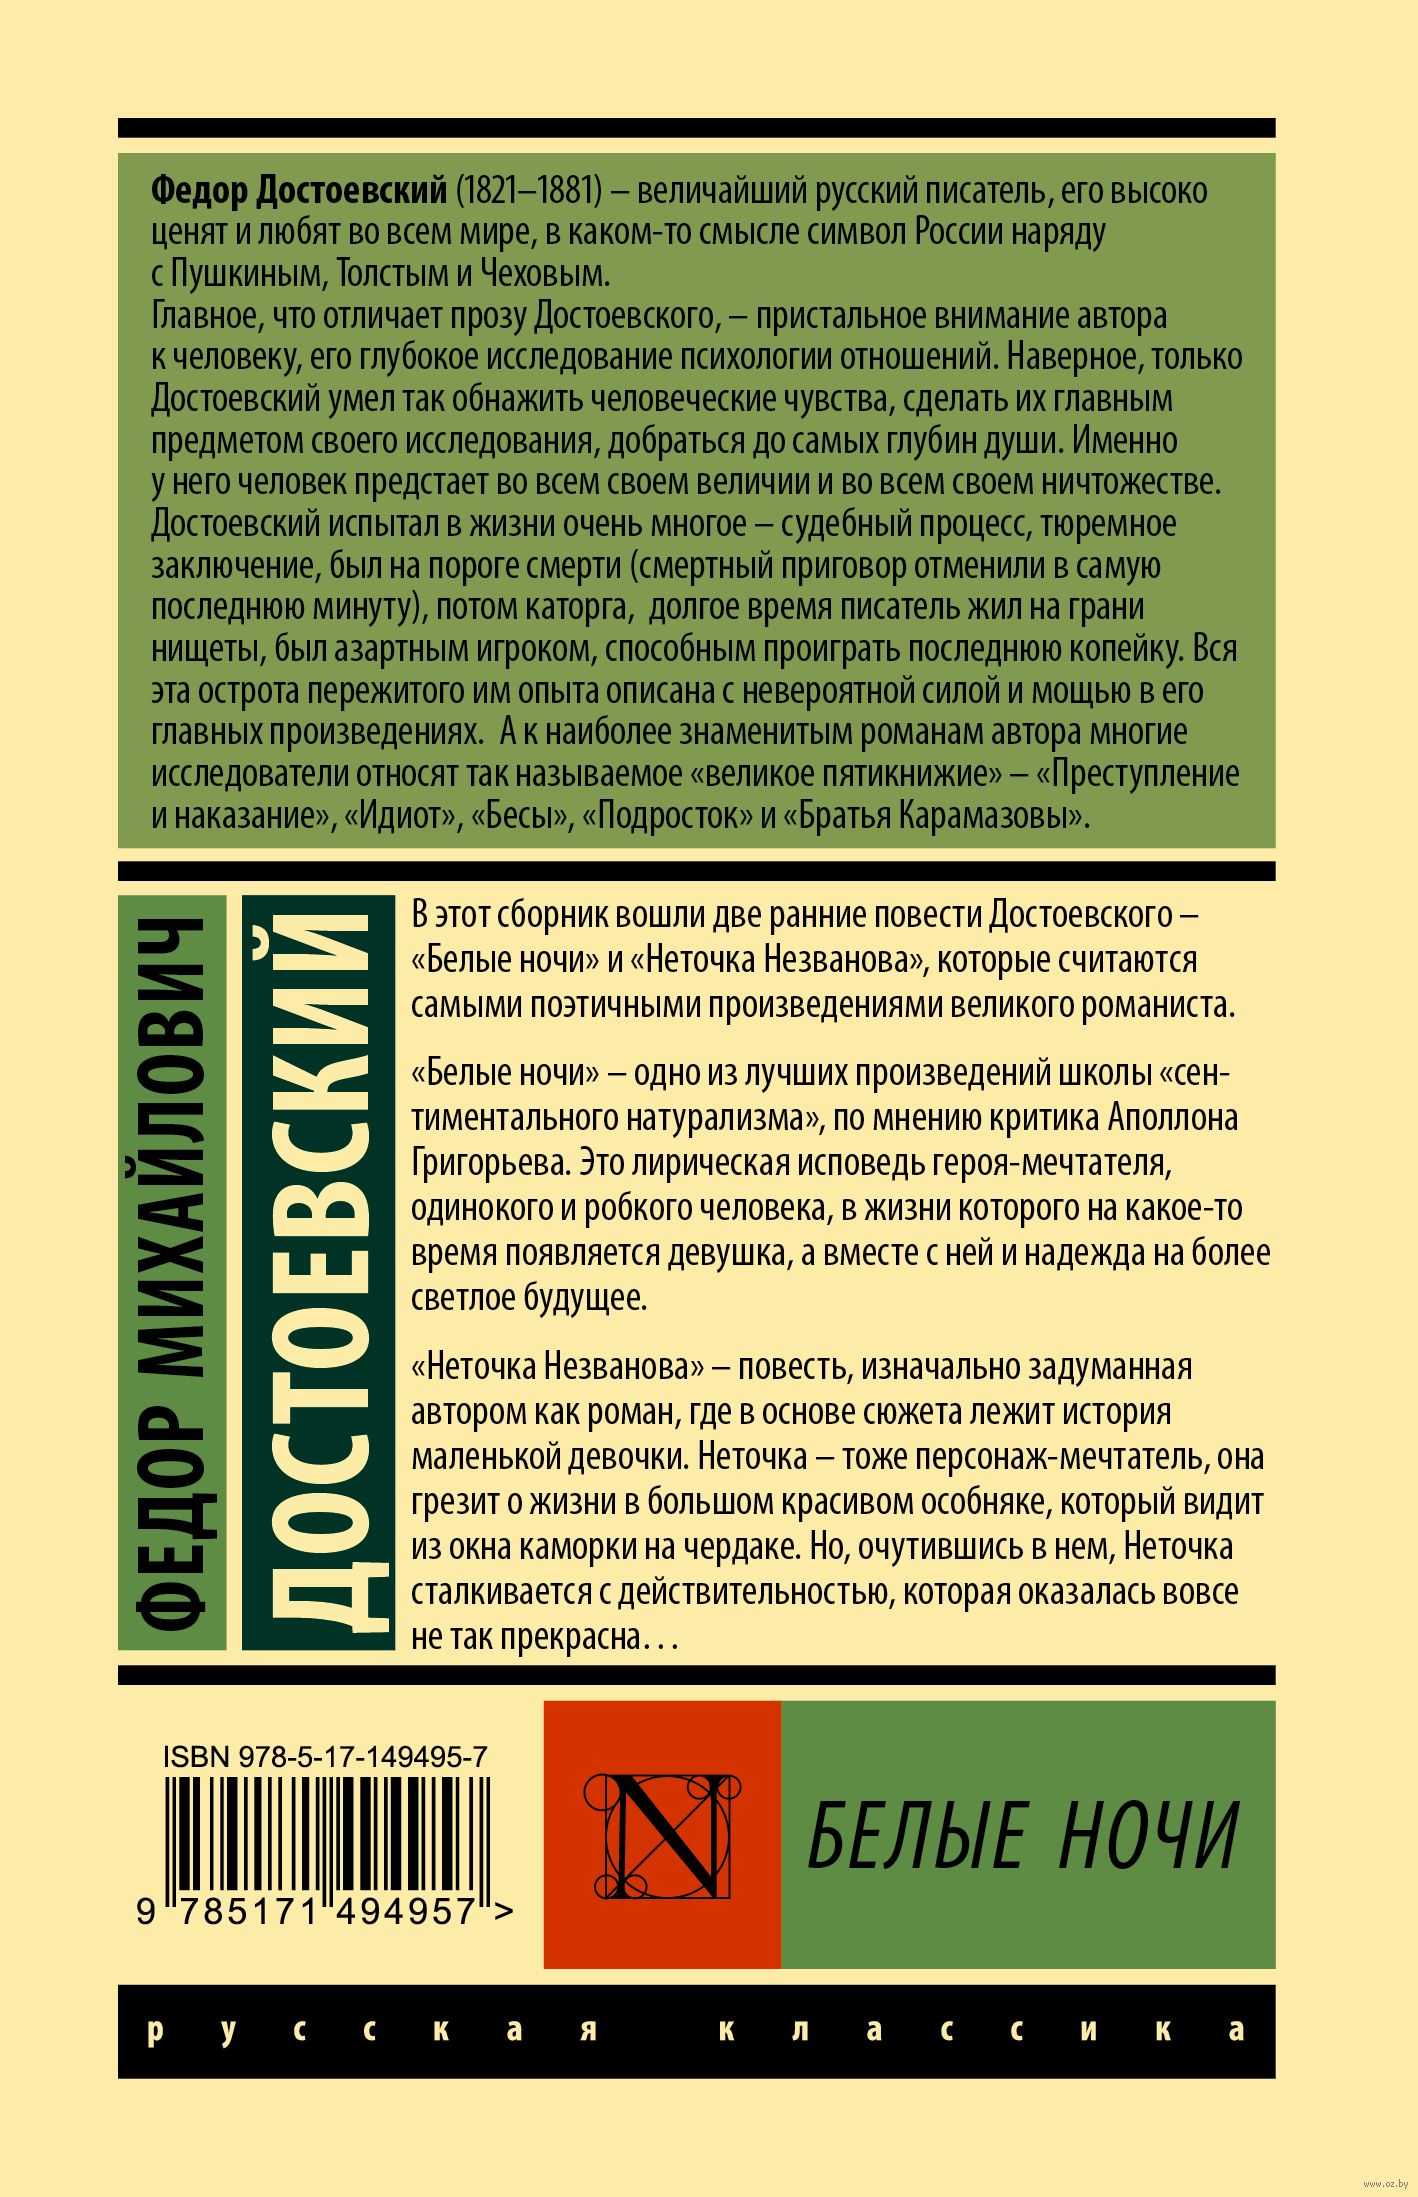 Федор Достоевский (1821–1881) – величайший русский писатель, его высоко
ценят и любят во всем мире, в каком-то смысле символ России наряду
с Пушкиным, Толстым и Чеховым.
Главное, что отличает прозу Достоевского, – пристальное внимание автора
к человеку, его глубокое исследование психологии отношений. Наверное, только
Достоевский умел так обнажить человеческие чувства, сделать их главным
предметом своего исследования, добраться до самых глубин души. Именно
у него человек предстает во всем своем величии и во всем своем ничтожестве.
Достоевский испытал в жизни очень многое – судебный процесс, тюремное
заключение, был на пороге смерти (смертный приговор отменили в самую
последнюю минуту), потом каторга, долгое время писатель жил на грани
нищеты, был азартным игроком, способным проиграть последнюю копейку. Вся
эта острота пережитого им опыта описана с невероятной силой и мощью в его
главных произведениях. А к наиболее знаменитым романам автора многие
исследователи относят так называемое «великое пятикнижие» – «Преступление
и наказание», «Идиот», «Бесы», «Подросток» и «Братья Карамазовы».
ФЕДОР МИХАЙЛОВИЧ
ДОСТОЕВСКИЙ
В этот сборник вошли две ранние повести Достоевского –
«Белые ночи» и «Неточка Незванова», которые считаются
самыми поэтичными произведениями великого романиста.
«Белые ночи» – одно из лучших произведений школы «сен-
тиментального натурализма», по мнению критика Аполлона
Григорьева. Это лирическая исповедь героя-мечтателя,
одинокого и робкого человека, в жизни которого на какое-то
время появляется девушка, а вместе с ней и надежда на более
светлое будущее.
«Неточка Незванова» – повесть, изначально задуманная
автором как роман, где в основе сюжета лежит история
маленькой девочки. Неточка – тоже персонаж-мечтатель, она
грезит о жизни в большом красивом особняке, который видит
из окна каморки на чердаке. Но, очутившись в нем, Неточка
сталкивается с действительностью, которая оказалась вовсе
не так прекрасна…
ISBN 978-5-17-149495-7
9 785171 494957 >
N
БЕЛЫЕ НОЧИ
русская классика
www.oz.by